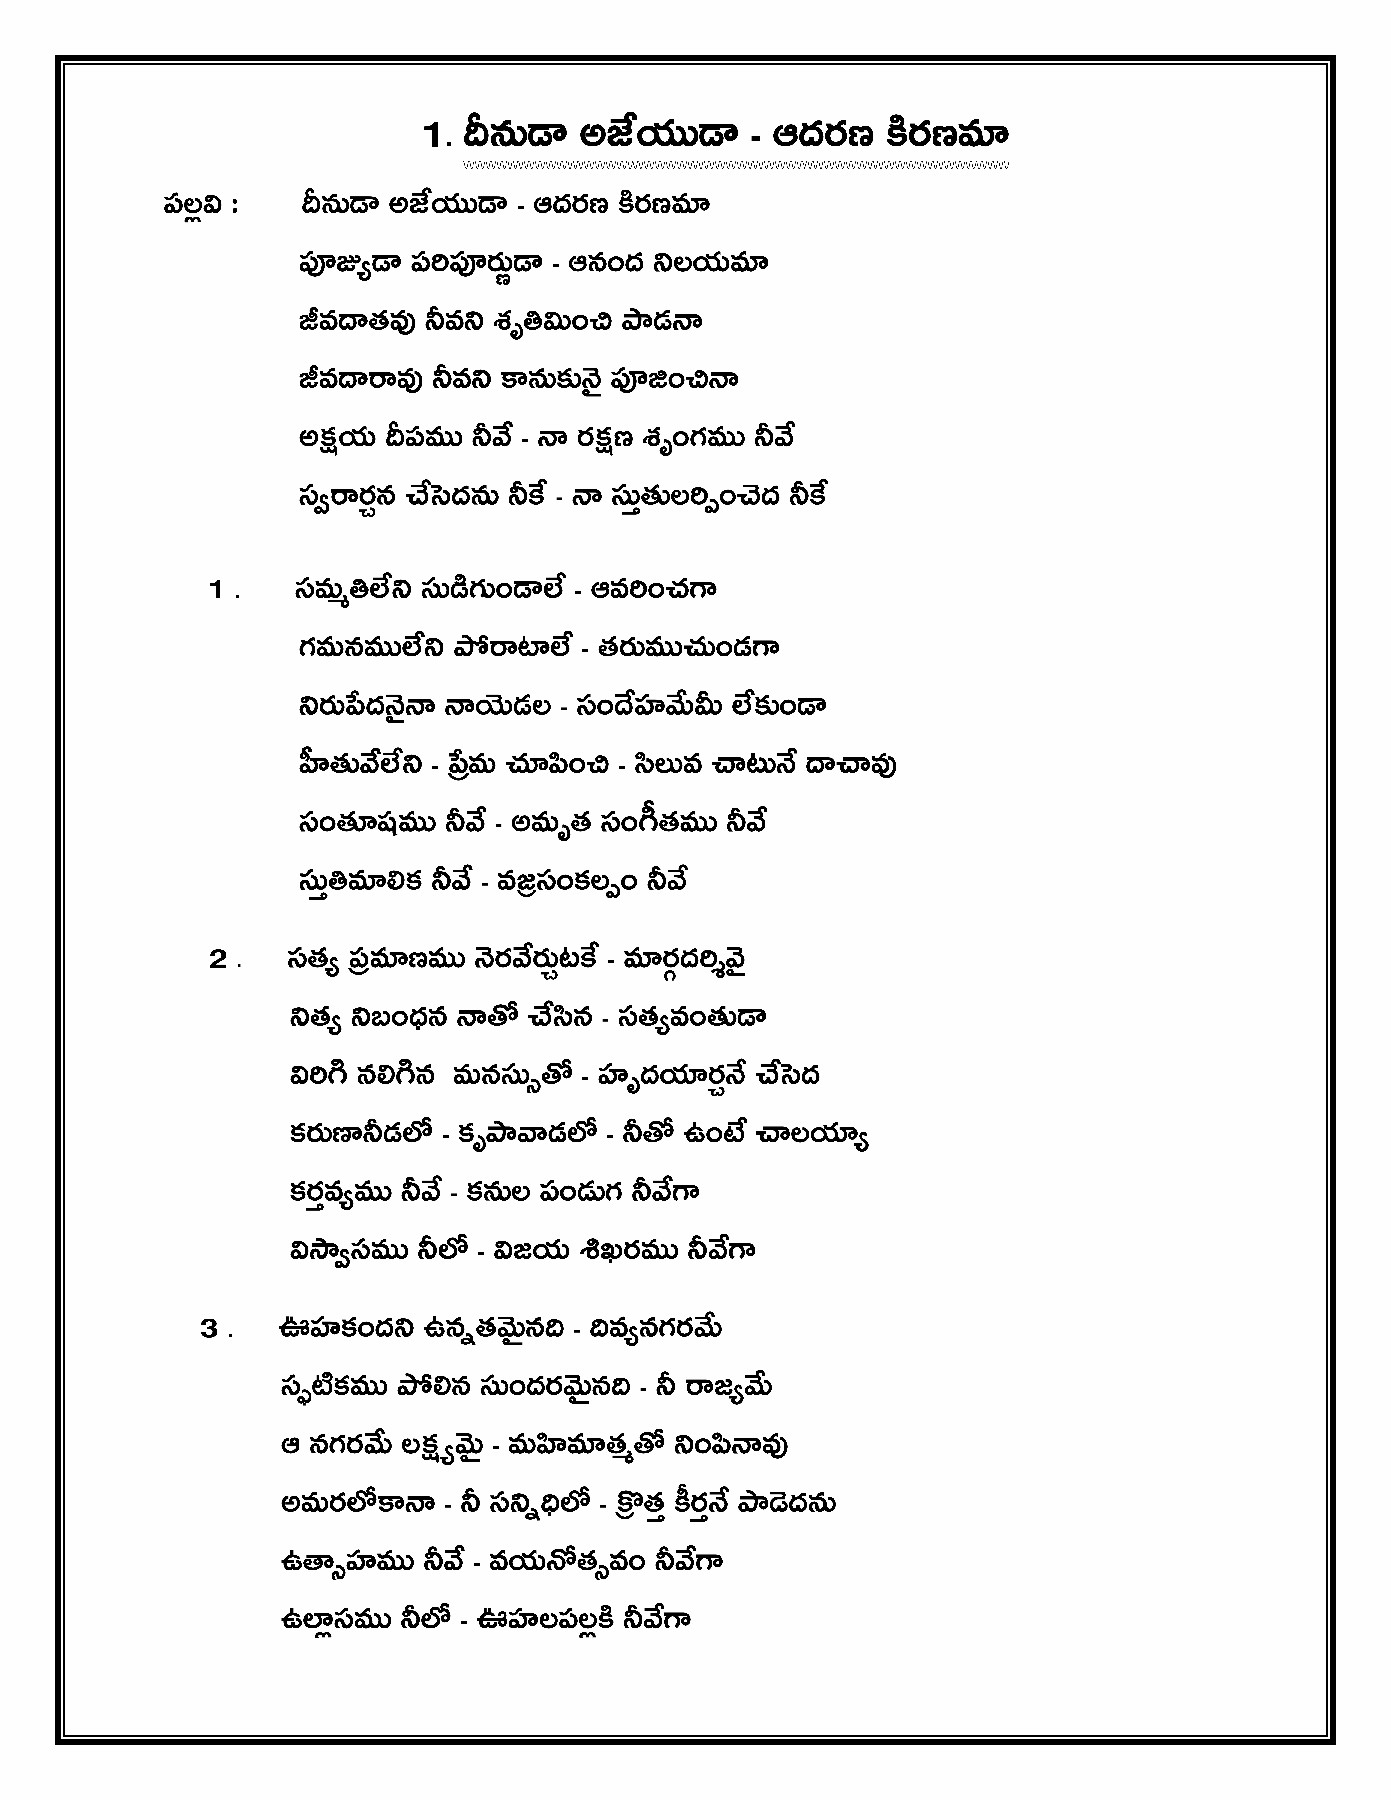 1. దీనుడా అజేయుడా - ఆదరణ కిరణమా
పల్లవి : దీనుడా అజేయుడా - ఆదరణ కిరణమా
పూజ్యుడా పరిపూర్ణుడా - ఆనంద నిలయమా
జీవదాతవు నీవని శృతిమించి పాడనా
జీవదారావు నీవని కానుకునై పూజించినా
అక్షయ దీపము నీవే - నా రక్షణ శృంగము నీవే
స్వరార్చన చేసెదను నీకే - నా స్తుతులర్పించెద నీకే
1 . సమ్మతిలేని సుడిగుండాలే - ఆవరించగా
గమనములేని పోరాటాలే - తరుముచుండగా
నిరుపేదనైనా నాయెడల - సందేహమేమీ లేకుండా
హీతువేలేని - ప్రేమ చూపించి - సిలువ చాటునే దాచావు
సంతూషము నీవే - అమృత సంగీతము నీవే
స్తుతిమాలిక నీవే - వజ్రసంకల్పం నీవే
2 . సత్య ప్రమాణము నెరవేర్చుటకే - మార్గదర్శివై
నిత్య నిబంధన నాతో చేసిన - సత్యవంతుడా
విరిగి నలిగిన మనస్సుతో - హృదయార్చనే చేసెద
కరుణానీడలో - కృపావాడలో - నీతో ఉంటే చాలయ్యా
కర్తవ్యము నీవే - కనుల పండుగ నీవేగా
విస్వాసము నీలో - విజయ శిఖరము నీవేగా
3 . ఊహకందని ఉన్నతమైనది - దివ్యనగరమే
స్ఫటికము పోలిన సుందరమైనది - నీ రాజ్యమే
ఆ నగరమే లక్ష్యమై - మహిమాత్మతో నింపినావు
అమరలోకానా - నీ సన్నిధిలో - క్రొత్త కీర్తనే పాడెదను
ఉత్సాహము నీవే - వయనోత్సవం నీవేగా
ఉల్లాసము నీలో - ఊహలపల్లకి నీవేగా